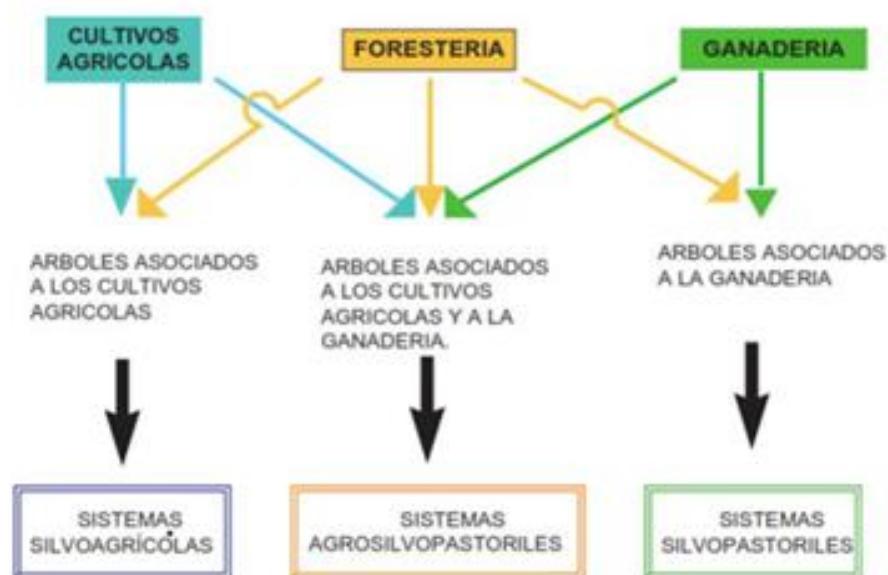 CULTIVOS
AGRICOLAS
FORESTERIA
GANADERIA
ARBOLES ASOCIADOS
A LOS CULTIVOS
AGRICOLAS
ARBOLES ASOCIADOS
A LOS CULTIVOS
AGRICOLAS Y A LA
GANADERIA.
ARBOLES ASOCIADOS
A LA GANADERIA
SISTEMAS
SILVOAGRÍCOLAS
SISTEMAS
AGROSILVOPASTORILES
SISTEMAS
SILVOPASTORILES